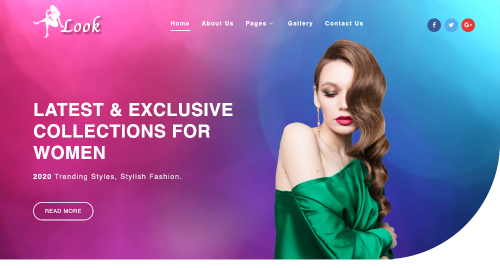 Look
Home About Us Pages Gallery Contact Us
f G+
LATEST & EXCLUSIVE
COLLECTIONS FOR
WOMEN
2020 Trending Styles, Stylish Fashion.
READ MORE